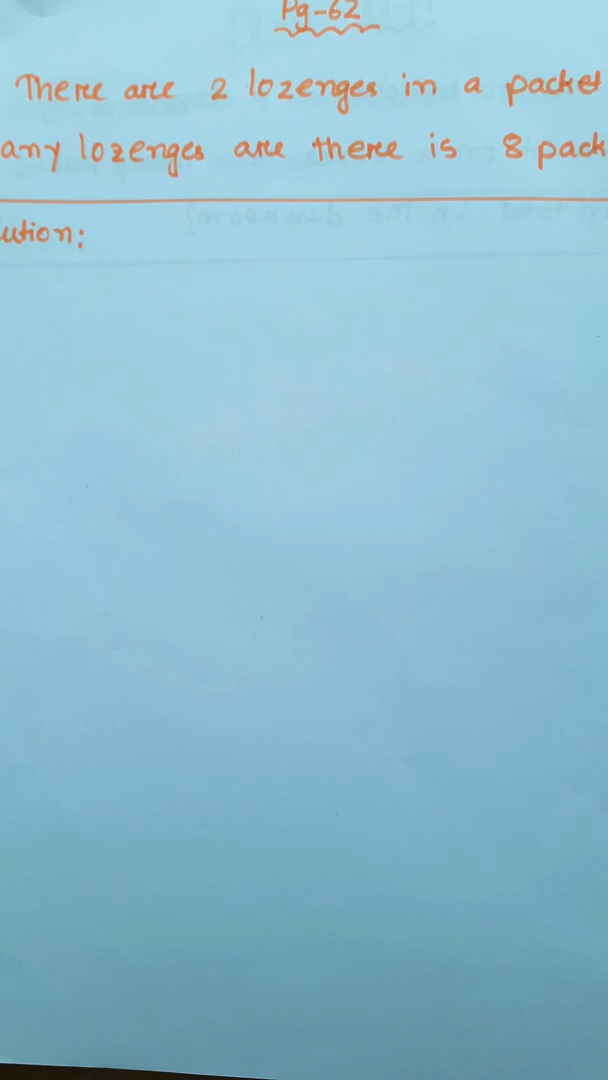 Pg-62
There are 2 lozenges in a packet
any lozenges are there is 8 pack
ution: